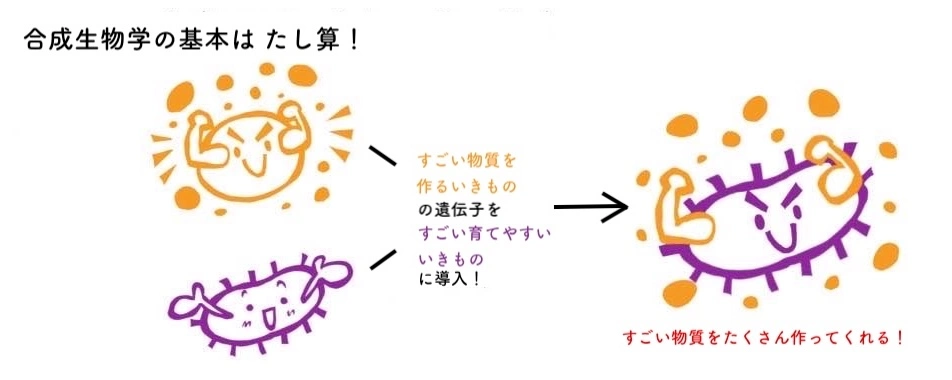 合成生物学の基本は たし算！
すごい物質を
作るいきもの
の遺伝子を
すごい育てやすい
いきもの
に導入！
すごい物質をたくさん作ってくれる！